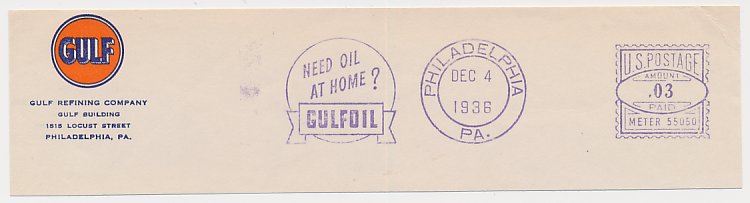 GULF
GULF REFINING COMPANY
GULF BUILDING
1515 LOCUST STREET
PHILADELPHIA, PA.
NEED OIL
AT HOME?
GULFOIL
PHILADELPHIA
DEC 4
1936
PA.
U.S. POSTAGE
AMOUNT
.03
PAID
METER 55050